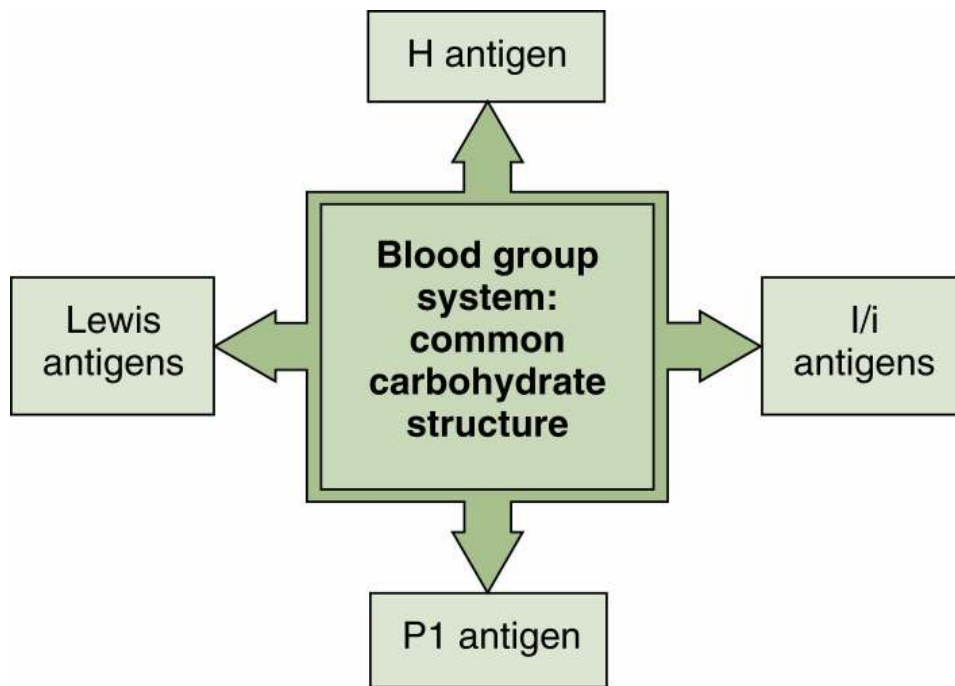 H antigen
Lewis
antigens
Blood group
system:
common
carbohydrate
structure
I/i
antigens
P1 antigen